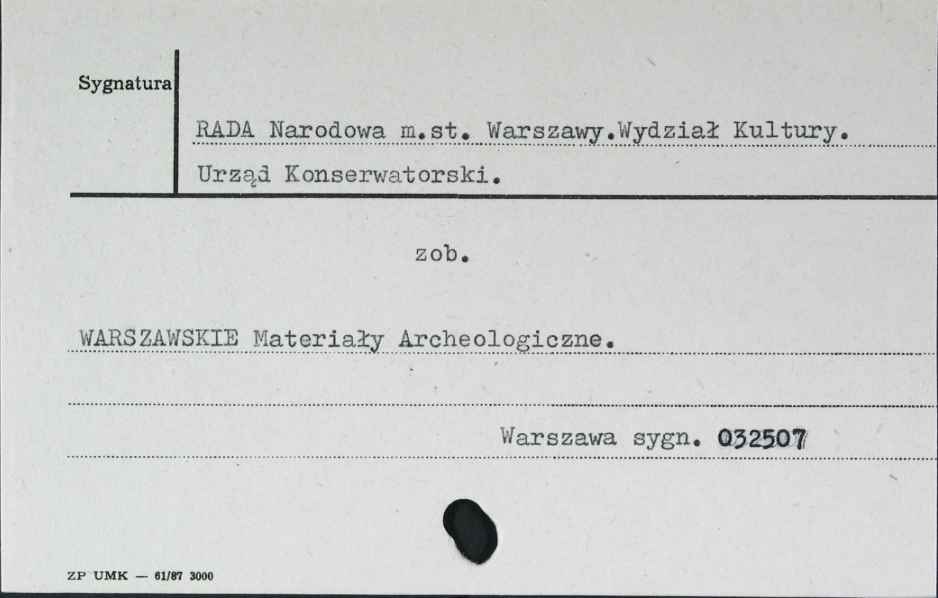 Sygnatura
RADA Narodowa m.st. Warszawy.Wydział Kultury.
Urząd Konserwatorski.
zob.
WARSZAWSKIE Materiały Archeologiczne.
Warszawa sygn. 032507
ZP UMK — 61/87 3000